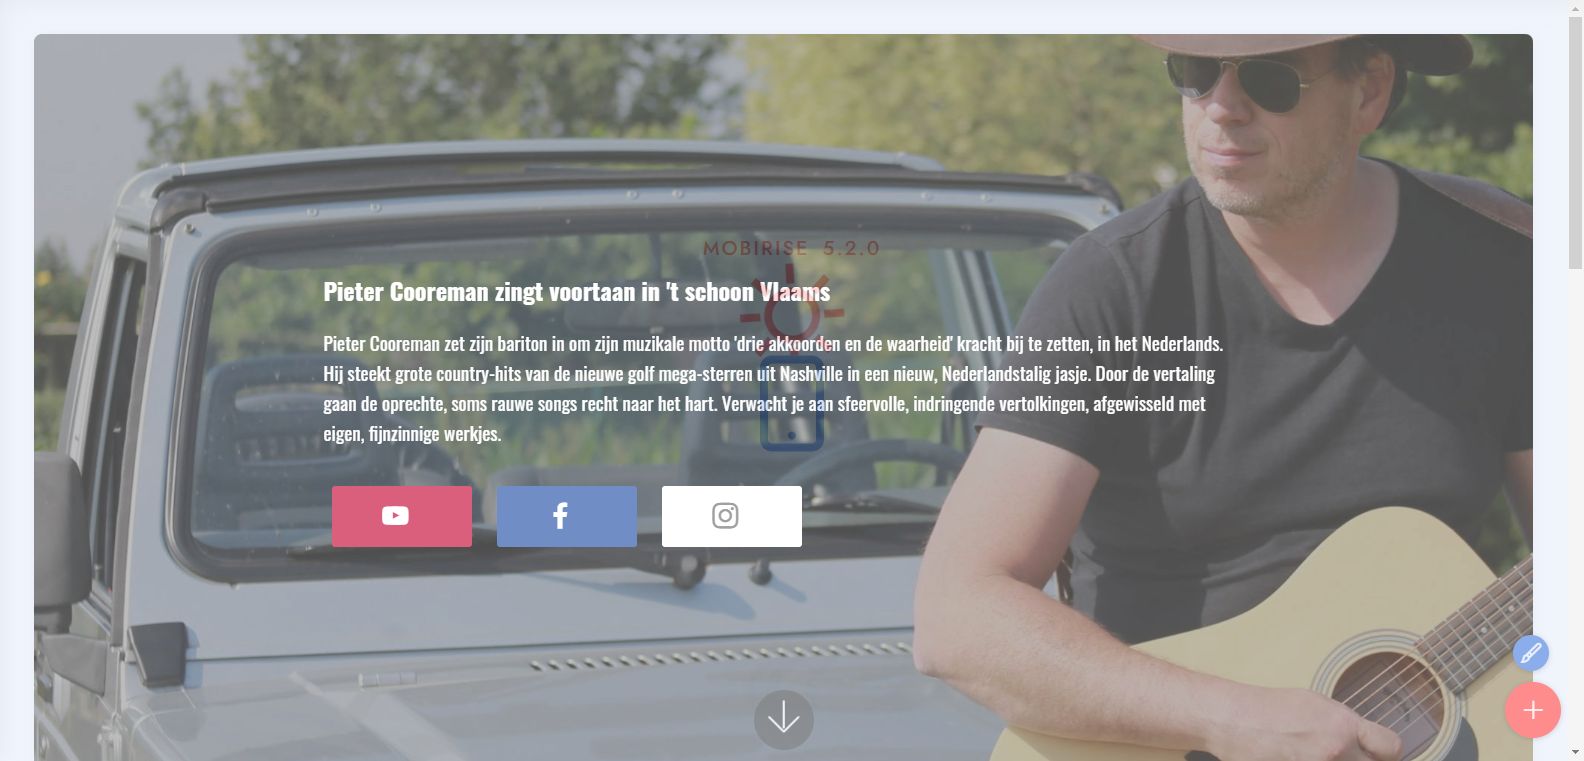 MOBIRISE 5.2.0
Pieter Cooreman zingt voortaan in 't schoon Vlaams
Pieter Cooreman zet zijn bariton in om zijn muzikale motto 'drie akkoorden en de waarheid' kracht bij te zetten, in het Nederlands.
Hij steekt grote country-hits van de nieuwe golf mega-sterren uit Nashville in een nieuw, Nederlandstalig jasje. Door de vertaling
gaan de oprechte, soms rauwe songs recht naar het hart. Verwacht je aan sfeervolle, indringende vertolkingen, afgewisseld met
eigen, fijnzinnige werkjes.